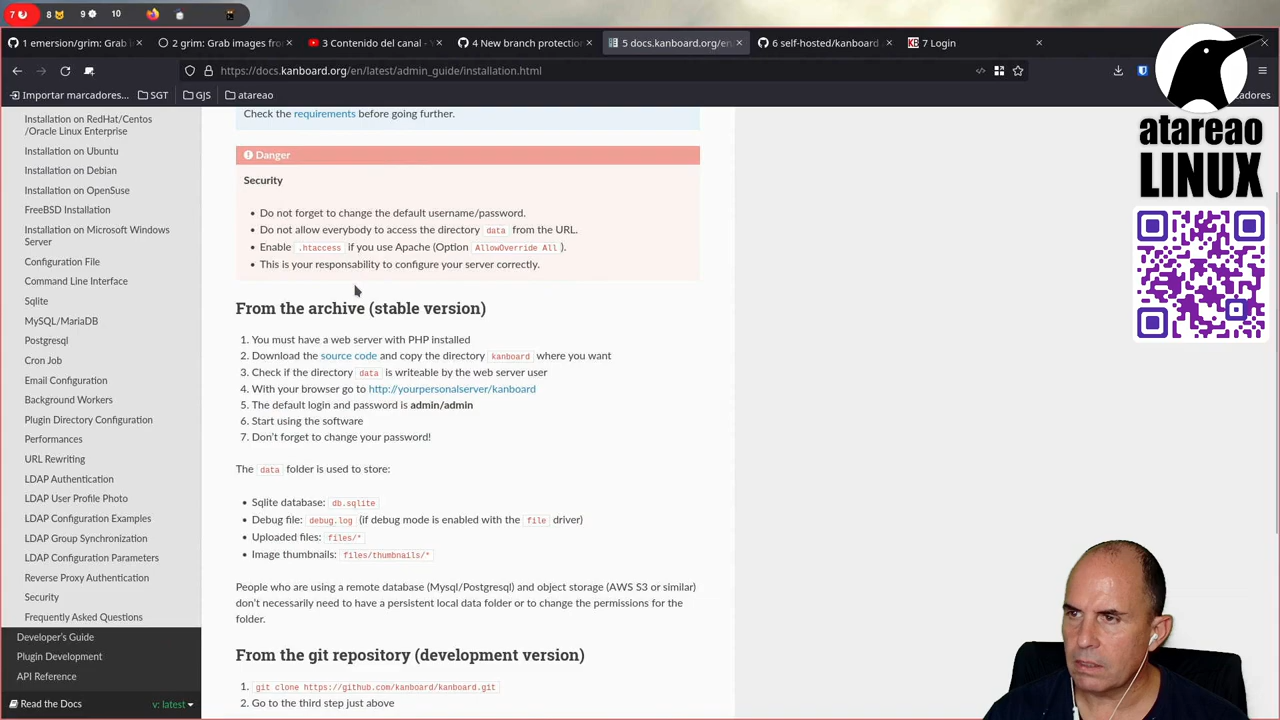 7
8
9
10
1 emersion/grim: Grab i
2 grim: Grab images fro
3 Contenido del canal - Y
4 New branch protection
5 docs.kanboard.org/en
6 self-hosted/kanboard
7 Login
https://docs.kanboard.org/en/latest/admin_guide/installation.html
Importar marcadores...
SGT
GJS
atareao
cadores
atareao
LINUX
Installation on RedHat/Centos
/Oracle Linux Enterprise
Installation on Ubuntu
Installation on Debian
Installation on OpenSuse
FreeBSD Installation
Installation on Microsoft Windows
Server
Configuration File
Command Line Interface
Sqlite
MySQL/MariaDB
Postgresql
Cron Job
Email Configuration
Background Workers
Plugin Directory Configuration
Performances
URL Rewriting
LDAP Authentication
LDAP User Profile Photo
LDAP Configuration Examples
LDAP Group Synchronization
LDAP Configuration Parameters
Reverse Proxy Authentication
Security
Frequently Asked Questions
Developer's Guide
Plugin Development
API Reference
Read the Docs
v: latest
Check the requirements before going further.
Danger
Security
• Do not forget to change the default username/password.
• Do not allow everybody to access the directory data from the URL.
• Enable .htaccess if you use Apache (Option AllowOverride All ).
• This is your responsability to configure your server correctly.
From the archive (stable version)
1. You must have a web server with PHP installed
2. Download the source code and copy the directory kanboard where you want
3. Check if the directory data is writeable by the web server user
4. With your browser go to http://yourpersonalserver/kanboard
5. The default login and password is admin/admin
6. Start using the software
7. Don't forget to change your password!
The data folder is used to store:
• Sqlite database: db.sqlite
• Debug file: debug.log (if debug mode is enabled with the file driver)
• Uploaded files: files/*
• Image thumbnails: files/thumbnails/*
People who are using a remote database (Mysql/Postgresql) and object storage (AWS S3 or similar)
don't necessarily need to have a persistent local data folder or to change the permissions for the
folder.
From the git repository (development version)
1. git clone https://github.com/kanboard/kanboard.git
2. Go to the third step just above